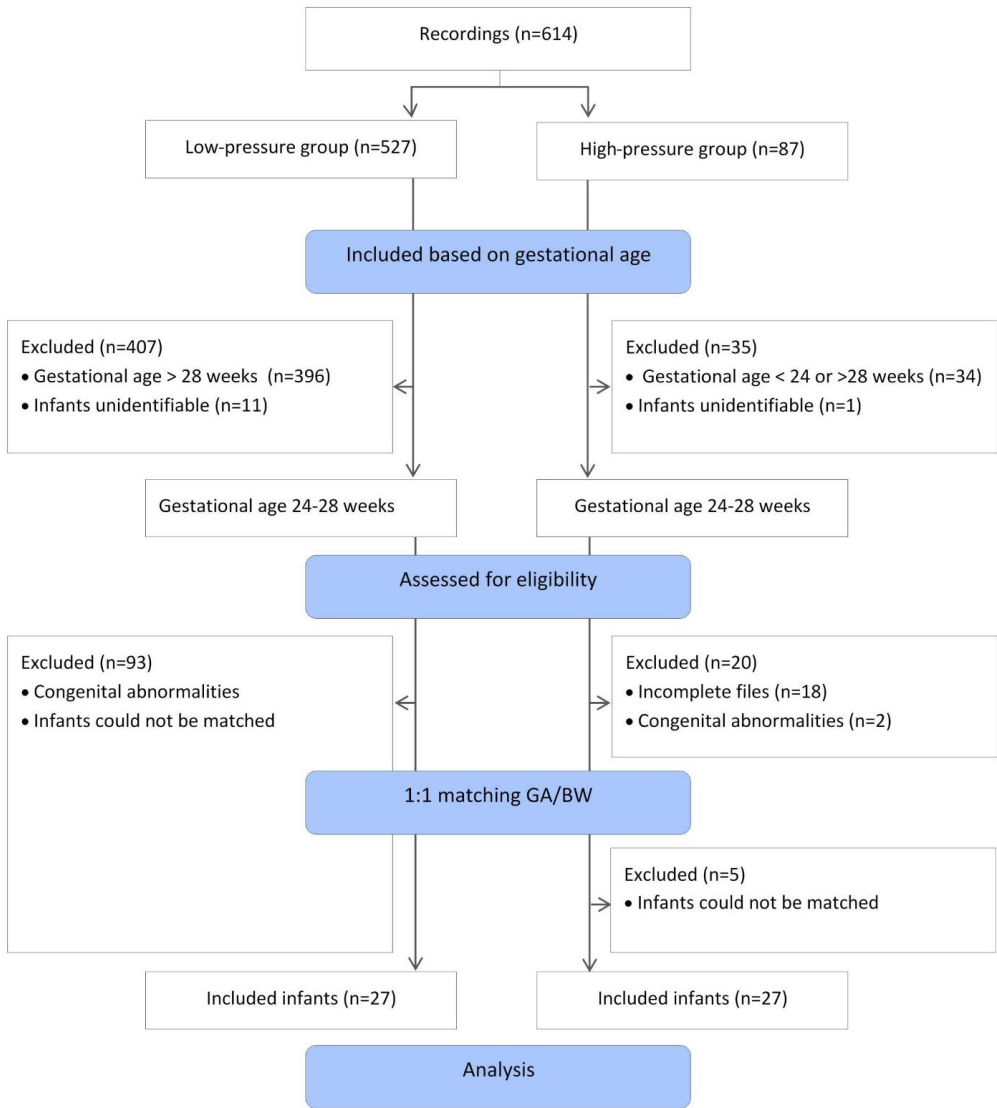 Recordings (n=614)
Low-pressure group (n=527)
High-pressure group (n=87)
Included based on gestational age
Excluded (n=407)
• Gestational age > 28 weeks (n=396)
• Infants unidentifiable (n=11)
Excluded (n=35)
• Gestational age < 24 or >28 weeks (n=34)
• Infants unidentifiable (n=1)
Gestational age 24-28 weeks
Gestational age 24-28 weeks
Assessed for eligibility
Excluded (n=93)
• Congenital abnormalities
• Infants could not be matched
Excluded (n=20)
• Incomplete files (n=18)
• Congenital abnormalities (n=2)
1:1 matching GA/BW
Excluded (n=5)
• Infants could not be matched
Included infants (n=27)
Included infants (n=27)
Analysis